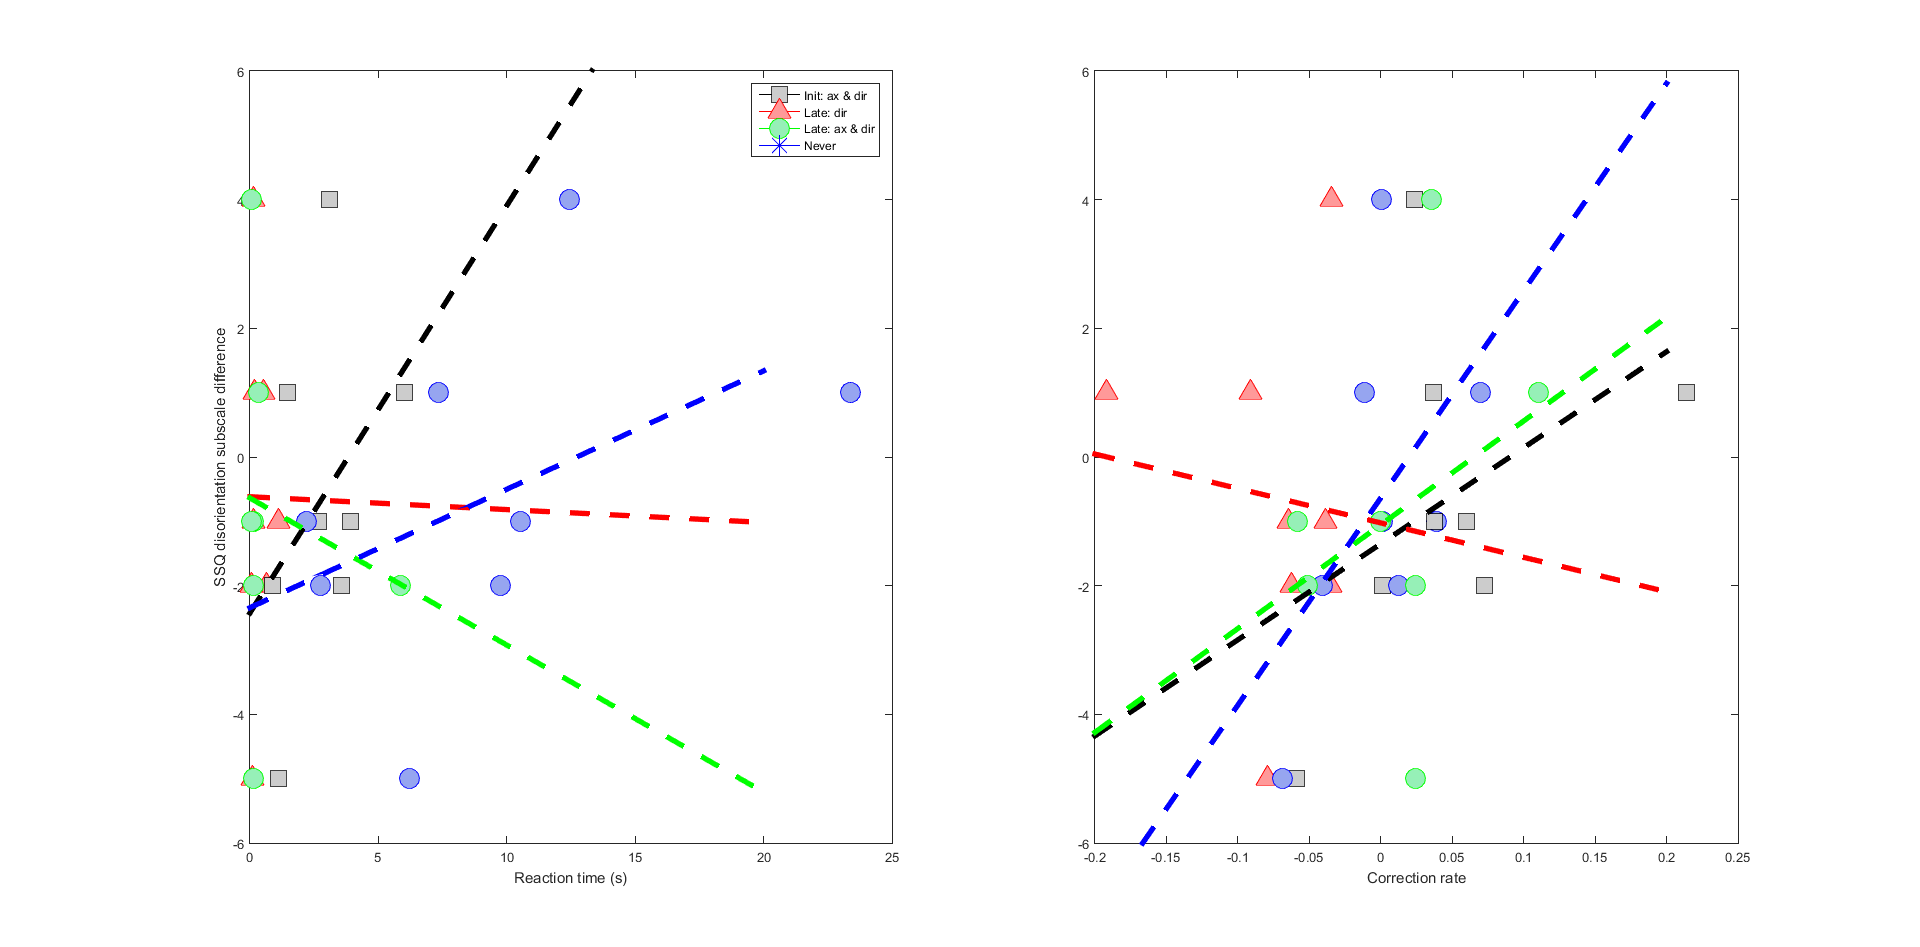 6
4
2
0
-2
-4
-6
SSQ disorientation subscale difference
0 5 10 15 20 25
Reaction time (s)
Init: ax & dir
Late: dir
Late: ax & dir
Never
6
4
2
0
-2
-4
-6
-0.2 -0.15 -0.1 -0.05 0 0.05 0.1 0.15 0.2 0.25
Correction rate